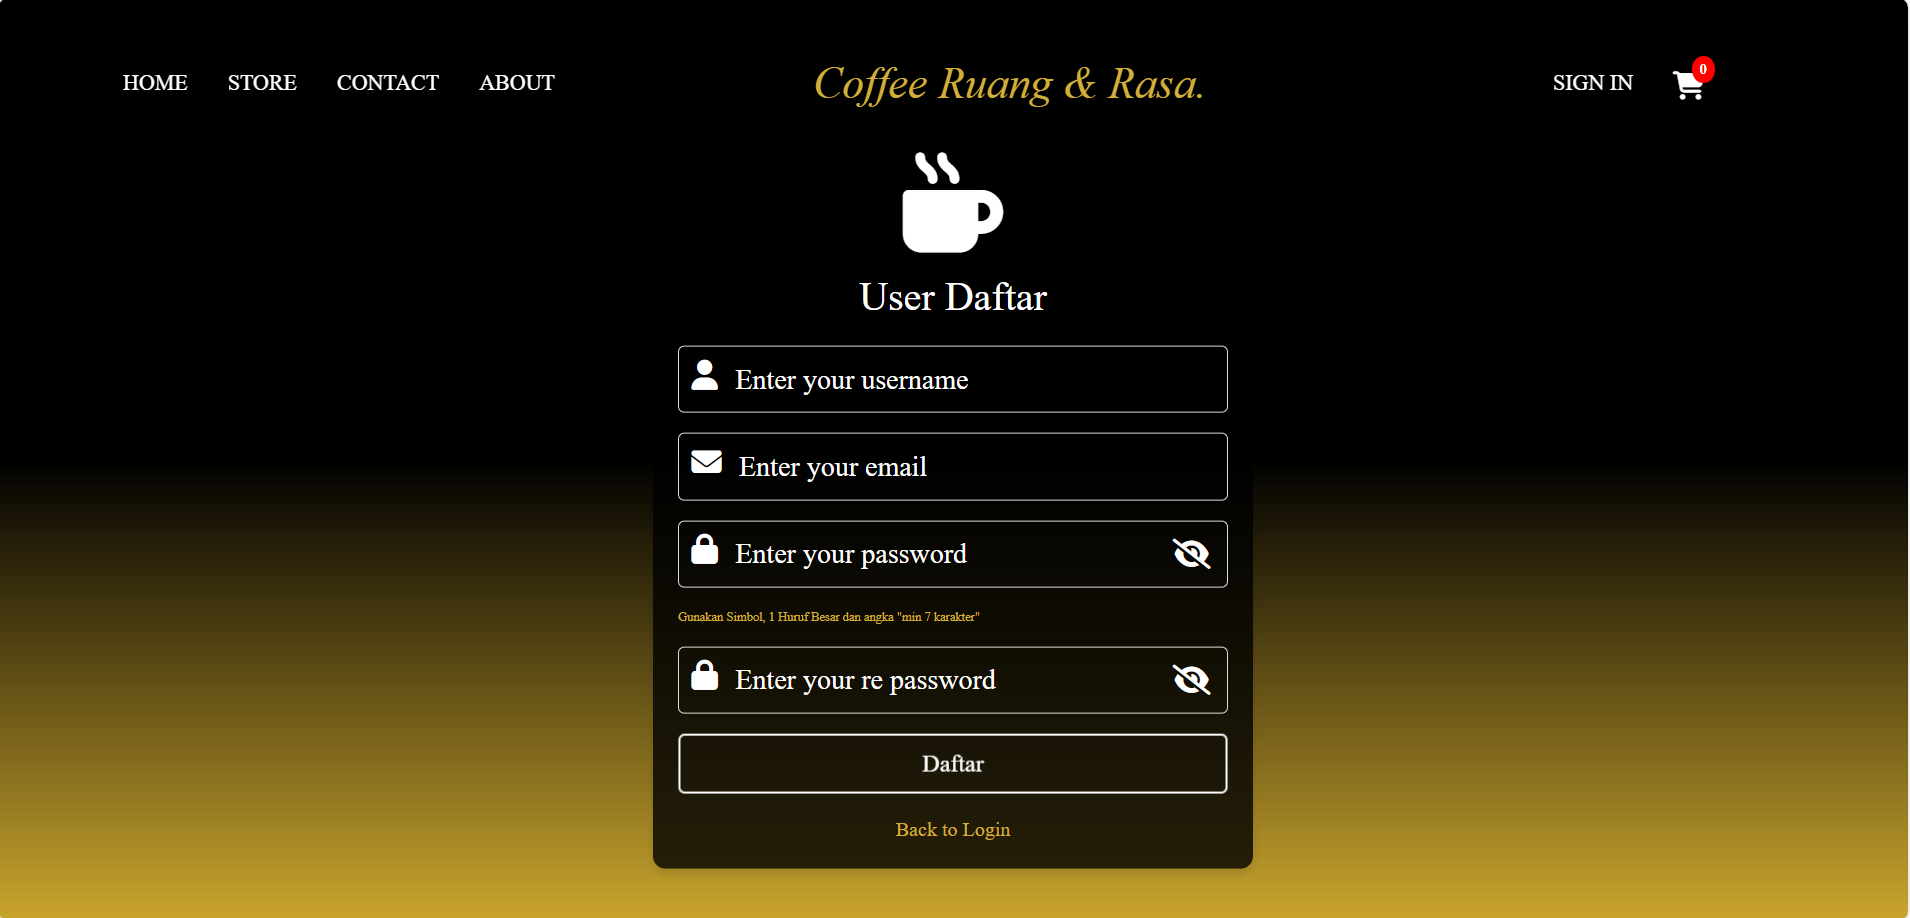 HOME STORE CONTACT ABOUT Coffee Ruang & Rasa. SIGN IN 0
User Daftar
Enter your username
Enter your email
Enter your password
Gunakan Simbol, 1 Huruf Besar dan angka "min 7 karakter"
Enter your re password
Daftar
Back to Login